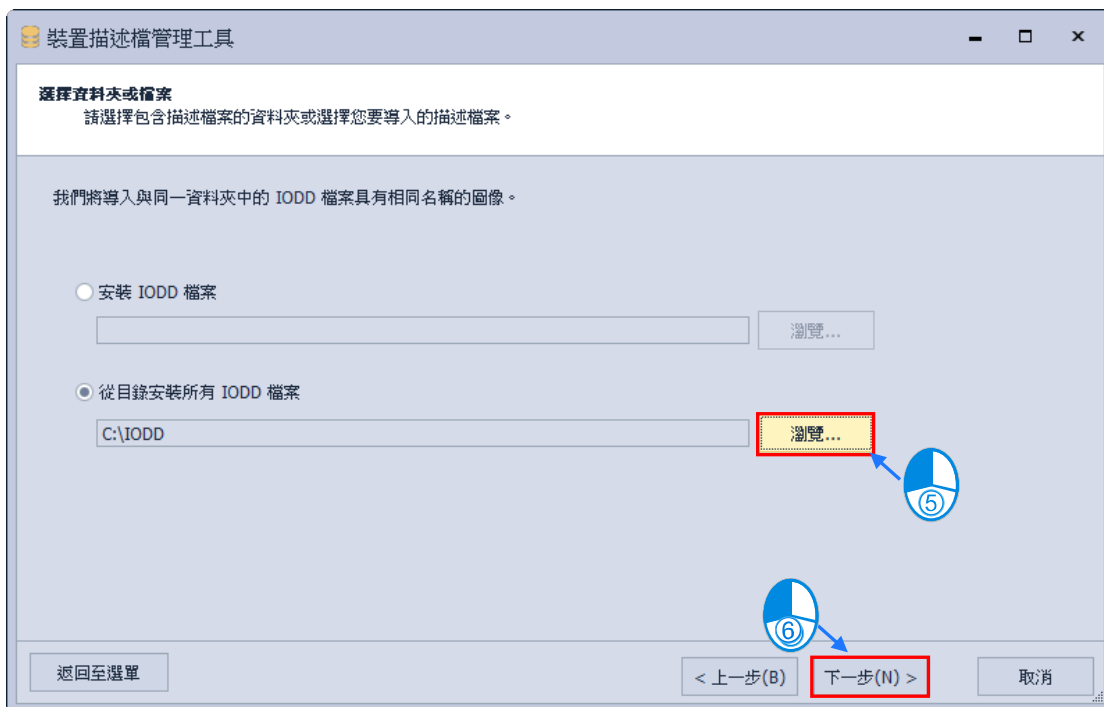 裝置描述檔管理工具
選擇資料夾或檔案
請選擇包含描述檔案的資料夾或選擇您要導入的描述檔案。
我們將導入與同一資料夾中的 IODD 檔案具有相同名稱的圖像。
安裝 IODD 檔案
瀏覽...
從目錄安裝所有 IODD 檔案
C:\IODD
瀏覽...
⑤
⑥
返回至選單
< 上一步(B)
下一步(N) >
取消